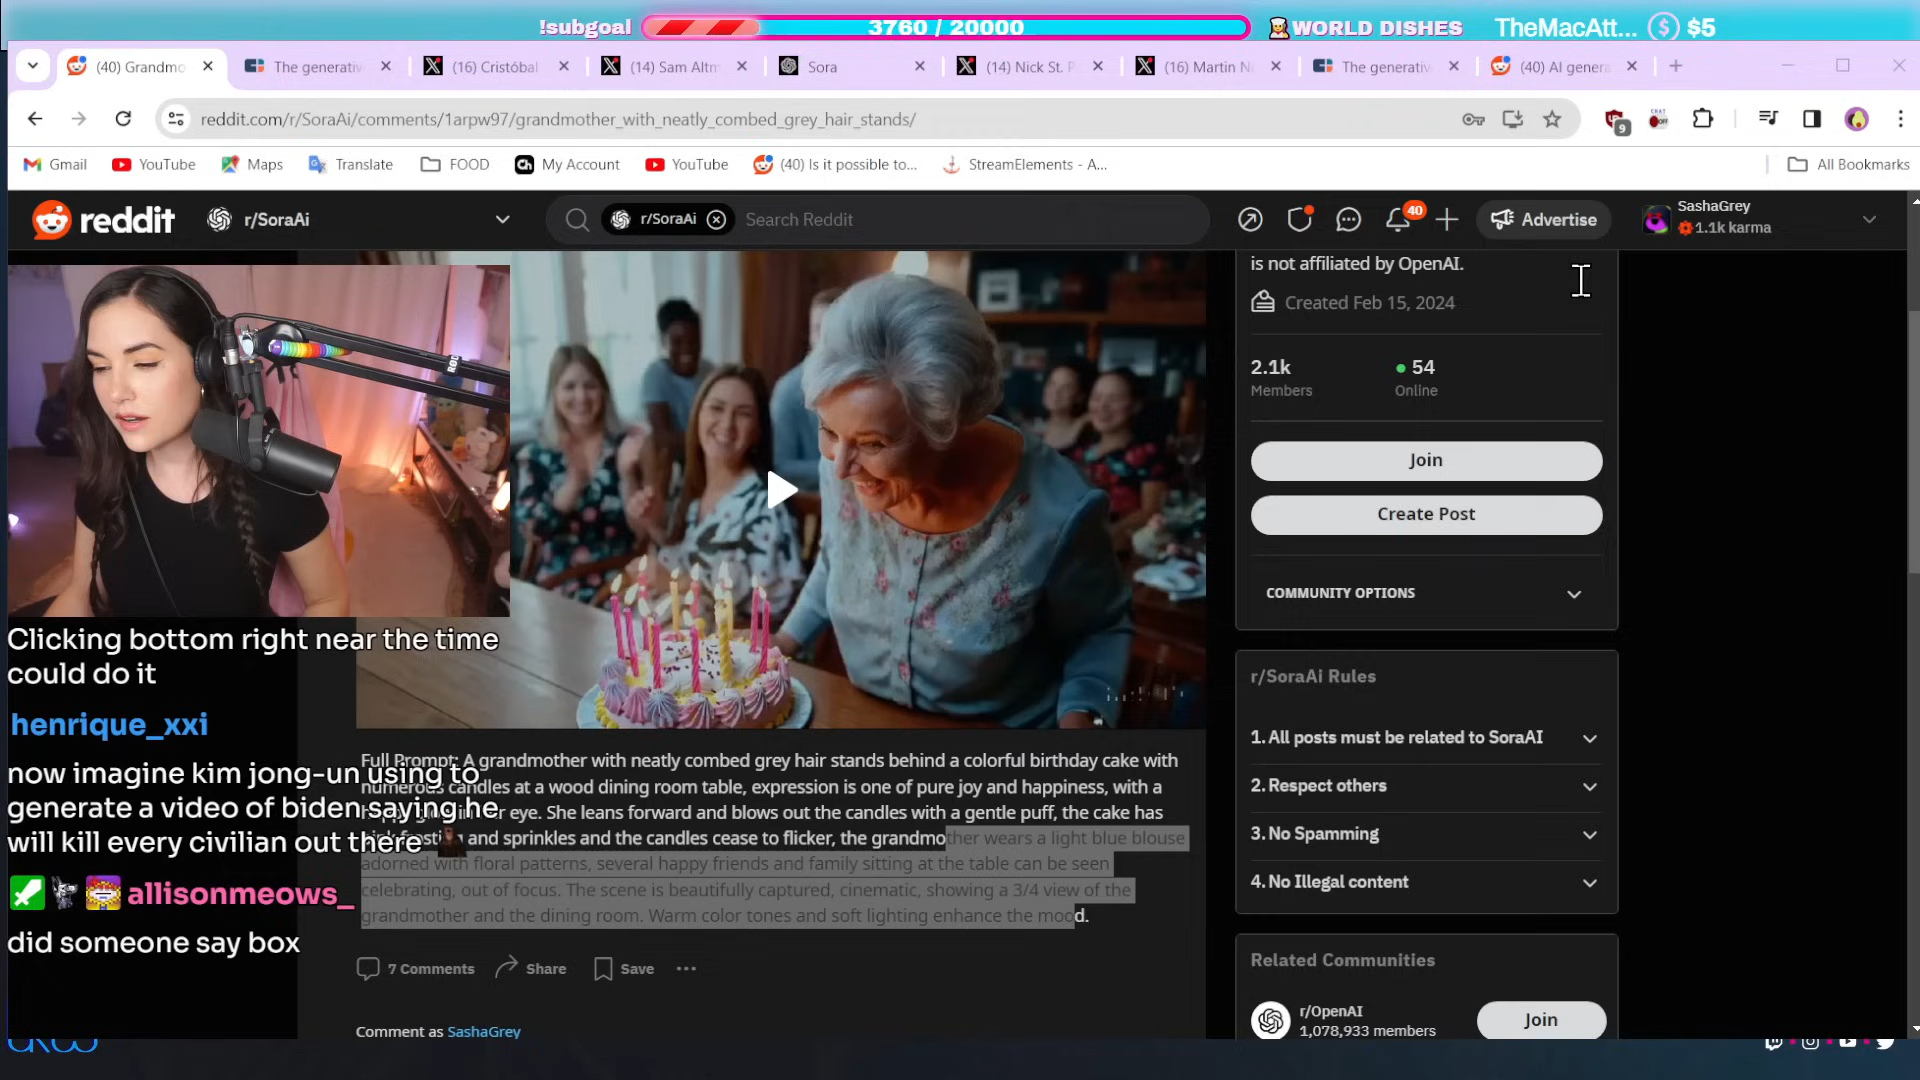 !subgoal
3760 / 20000
WORLD DISHES
TheMacAtt... $ $5
(40) Grandmo
The generativ
(16) Cristóbal
(14) Sam Altm
Sora
(14) Nick St. P
(16) Martin N
The generativ
(40) AI genera
reddit.com/r/SoraAi/comments/1arpw97/grandmother_with_neatly_combed_grey_hair_stands/
CHAT
OFF
9
Gmail
YouTube
Maps
Translate
FOOD
My Account
YouTube
(40) Is it possible to...
StreamElements - A...
All Bookmarks
reddit
r/SoraAi
r/SoraAi
Search Reddit
40
Advertise
SashaGrey
1.1k karma
is not affiliated by OpenAI.
Created Feb 15, 2024
2.1k
Members
54
Online
Join
Create Post
COMMUNITY OPTIONS
r/SoraAi Rules
1. All posts must be related to SoraAI
2. Respect others
3. No Spamming
4. No Illegal content
Related Communities
r/OpenAI
1,078,933 members
Join
Clicking bottom right near the time
could do it
henrique_xxi
now imagine kim jong-un using to
generate a video of biden saying he
will kill every civilian out there
allisonmeows_
did someone say box
Full Prompt: A grandmother with neatly combed grey hair stands behind a colorful birthday cake with
numerous candles at a wood dining room table, expression is one of pure joy and happiness, with a
eye. She leans forward and blows out the candles with a gentle puff, the cake has
and sprinkles and the candles cease to flicker, the grandmother wears a light blue blouse
adorned with floral patterns, several happy friends and family sitting at the table can be seen
celebrating, out of focus. The scene is beautifully captured, cinematic, showing a 3/4 view of the
grandmother and the dining room. Warm color tones and soft lighting enhance the mood.
7 Comments
Share
Save
Comment as SashaGrey